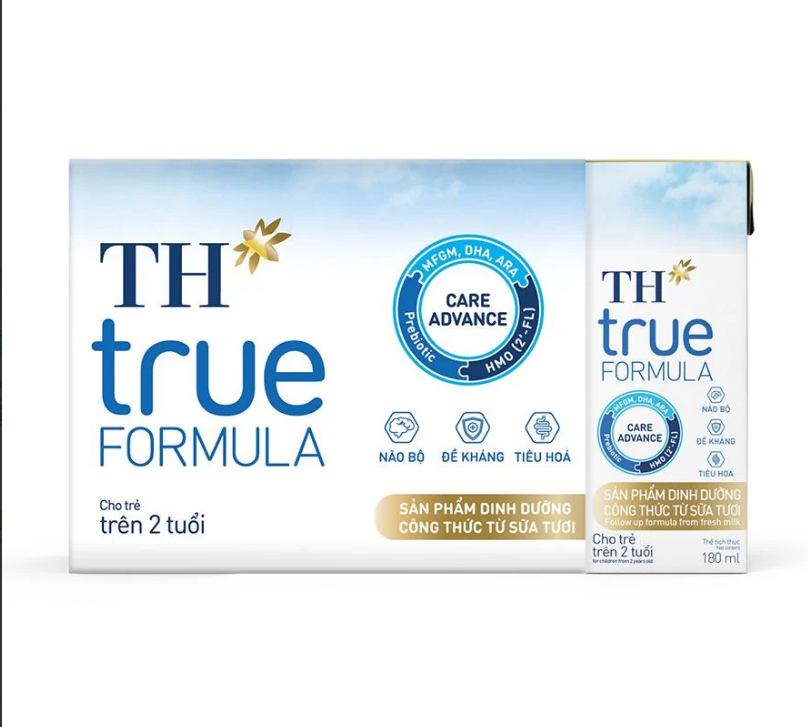 TH
true
FORMULA
Cho trẻ
trên 2 tuổi
MFGM, DHA, ARA
CARE
ADVANCE
Prebiotic
HMO (2'-FL)
NÃO BỘ
ĐỀ KHÁNG
TIÊU HOÁ
SẢN PHẨM DINH DƯỠNG
CÔNG THỨC TỪ SỮA TƯƠI
TH
true
FORMULA
MFGM, DHA, ARA
CARE
ADVANCE
Prebiotic
HMO (2'-FL)
NÃO BỘ
ĐỀ KHÁNG
TIÊU HOÁ
SẢN PHẨM DINH DƯỠNG
CÔNG THỨC TỪ SỮA TƯƠI
Follow up formula from fresh milk
Cho trẻ
trên 2 tuổi
for children from 2 years old
Thể tích thực
Net content
180 ml